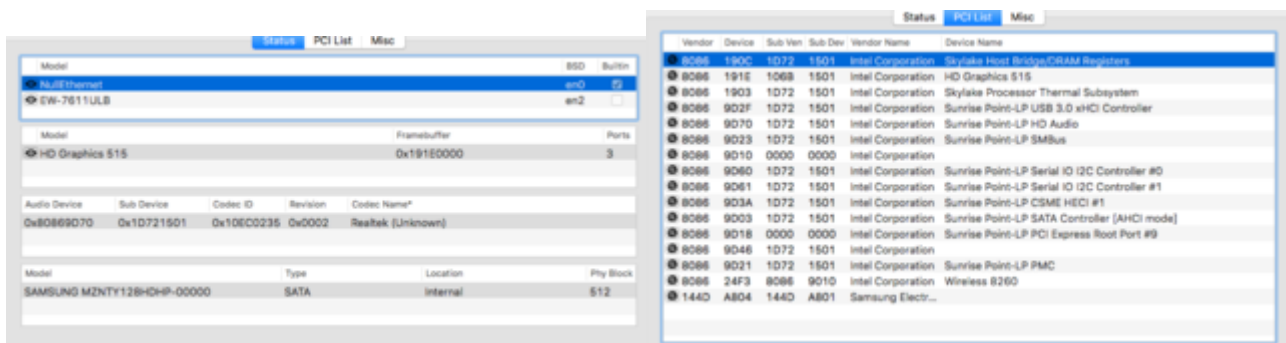 Status PCI List Misc
Model BSD Builtin
NullEthernet en0
EW-7611ULB en2
Model Framebuffer Ports
HD Graphics 515 0x191E0000 3
Audio Device Sub Device Codec ID Revision Codec Name*
0x80869D70 0x1D721501 0x10EC0235 0x0002 Realtek (Unknown)
Model Type Location Phy Block
SAMSUNG MZNTY128HDHP-00000 SATA Internal 512
Status PCI List Misc
Vendor Device Sub Ven Sub Dev Vendor Name Device Name
8086 190C 1D72 1501 Intel Corporation Skylake Host Bridge/DRAM Registers
8086 191E 106B 1501 Intel Corporation HD Graphics 515
8086 1903 1D72 1501 Intel Corporation Skylake Processor Thermal Subsystem
8086 9D2F 1D72 1501 Intel Corporation Sunrise Point-LP USB 3.0 xHCI Controller
8086 9D70 1D72 1501 Intel Corporation Sunrise Point-LP HD Audio
8086 9D23 1D72 1501 Intel Corporation Sunrise Point-LP SMBus
8086 9D10 0000 0000 Intel Corporation
8086 9D60 1D72 1501 Intel Corporation Sunrise Point-LP Serial IO I2C Controller #0
8086 9D61 1D72 1501 Intel Corporation Sunrise Point-LP Serial IO I2C Controller #1
8086 9D3A 1D72 1501 Intel Corporation Sunrise Point-LP CSME HECI #1
8086 9D03 1D72 1501 Intel Corporation Sunrise Point-LP SATA Controller [AHCI mode]
8086 9D18 0000 0000 Intel Corporation Sunrise Point-LP PCI Express Root Port #9
8086 9D46 1D72 1501 Intel Corporation
8086 9D21 1D72 1501 Intel Corporation Sunrise Point-LP PMC
8086 24F3 8086 9010 Intel Corporation Wireless 8260
144D A804 144D A801 Samsung Electr...